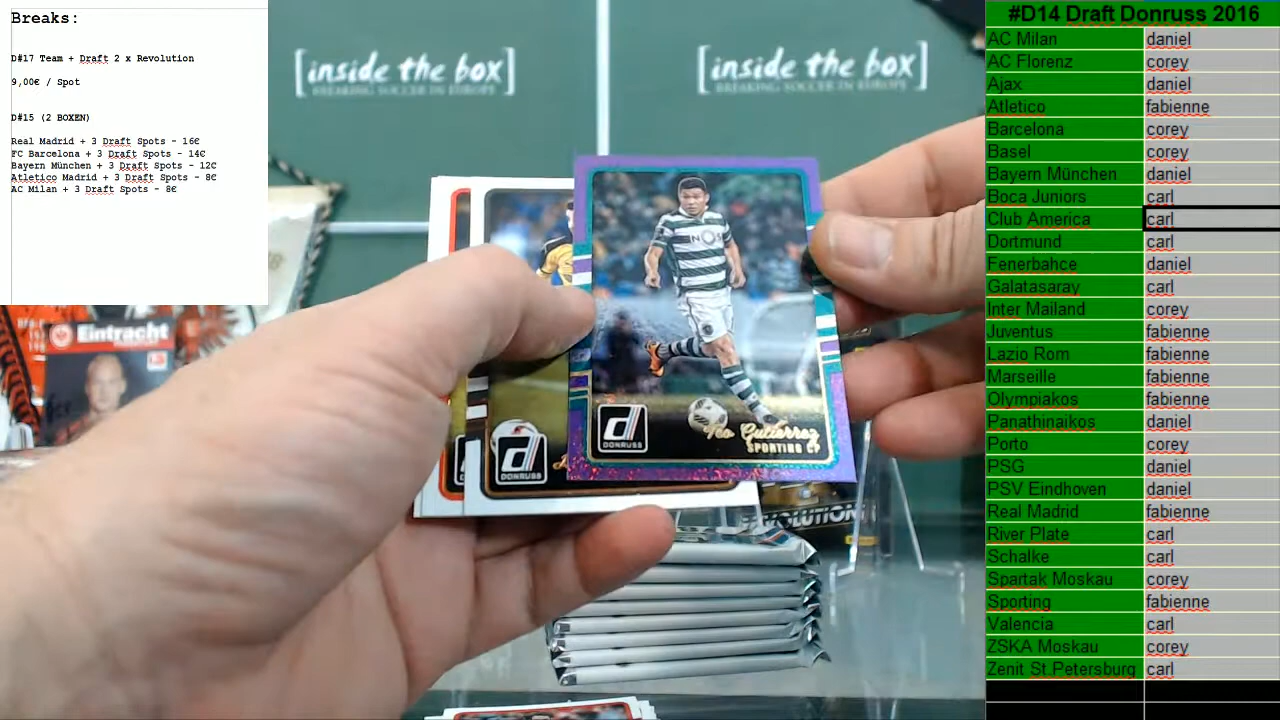 Breaks:
D#17 Team + Draft 2 x Revolution
9,00€ / Spot
D#15 (2 BOXEN)
Real Madrid + 3 Draft Spots - 16€
FC Barcelona + 3 Draft Spots - 14€
Bayern München + 3 Draft Spots - 12€
Atletico Madrid + 3 Draft Spots - 8€
AC Milan + 3 Draft Spots - 8€
inside the box
BREAKING SOCCER IN EUROPE
inside the box
BREAKING SOCCER IN EUROPE
Eintracht
NOS
DONRUSS
Teo Gutierrez
SPORTING CP
DONRUSS
REVOLUTION
#D14 Draft Donruss 2016
AC Milan daniel
AC Florenz corey
Ajax daniel
Atletico fabienne
Barcelona corey
Basel corey
Bayern München daniel
Boca Juniors carl
Club America carl
Dortmund carl
Fenerbahce daniel
Galatasaray carl
Inter Mailand corey
Juventus fabienne
Lazio Rom fabienne
Marseille fabienne
Olympiakos fabienne
Panathinaikos daniel
Porto corey
PSG daniel
PSV Eindhoven daniel
Real Madrid fabienne
River Plate carl
Schalke carl
Spartak Moskau corey
Sporting fabienne
Valencia carl
ZSKA Moskau corey
Zenit St.Petersburg carl